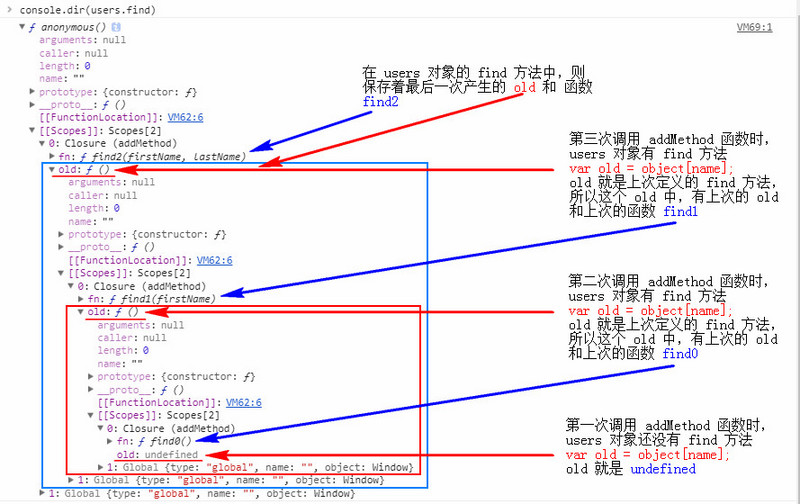 console.dir(users.find)
ƒ anonymous() i
VM69:1
arguments: null
caller: null
length: 0
name: ""
prototype: {constructor: ƒ}
__proto__: ƒ ()
[[FunctionLocation]]: VM62:6
[[Scopes]]: Scopes[2]
0: Closure (addMethod)
fn: ƒ find2(firstName, lastName)
old: ƒ ()
arguments: null
caller: null
length: 0
name: ""
prototype: {constructor: ƒ}
__proto__: ƒ ()
[[FunctionLocation]]: VM62:6
[[Scopes]]: Scopes[2]
0: Closure (addMethod)
fn: ƒ find1(firstName)
old: ƒ ()
arguments: null
caller: null
length: 0
name: ""
prototype: {constructor: ƒ}
__proto__: ƒ ()
[[FunctionLocation]]: VM62:6
[[Scopes]]: Scopes[2]
0: Closure (addMethod)
fn: ƒ find0()
old: undefined
1: Global {type: "global", name: "", object: Window}
1: Global {type: "global", name: "", object: Window}
1: Global {type: "global", name: "", object: Window}
在 users 对象的 find 方法中，则
保存着最后一次产生的 old 和 函数
find2
第三次调用 addMethod 函数时，
users 对象有 find 方法
var old = object[name];
old 就是上次定义的 find 方法，
所以这个 old 中，有上次的 old
和上次的函数 find1
第二次调用 addMethod 函数时，
users 对象有 find 方法
var old = object[name];
old 就是上次定义的 find 方法，
所以这个 old 中，有上次的 old
和上次的函数 find0
第一次调用 addMethod 函数时，
users 对象还没有 find 方法
var old = object[name];
old 就是 undefined